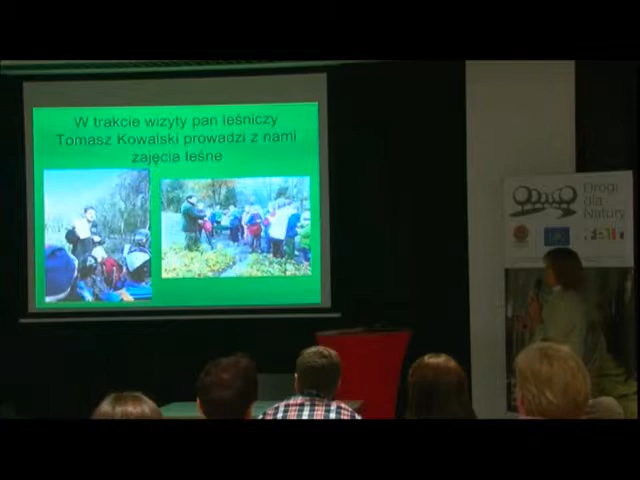 W trakcie wizyty pan leśniczy
Tomasz Kowalski prowadzi z nami
zajęcia leśne
Drogi
dla
Natury